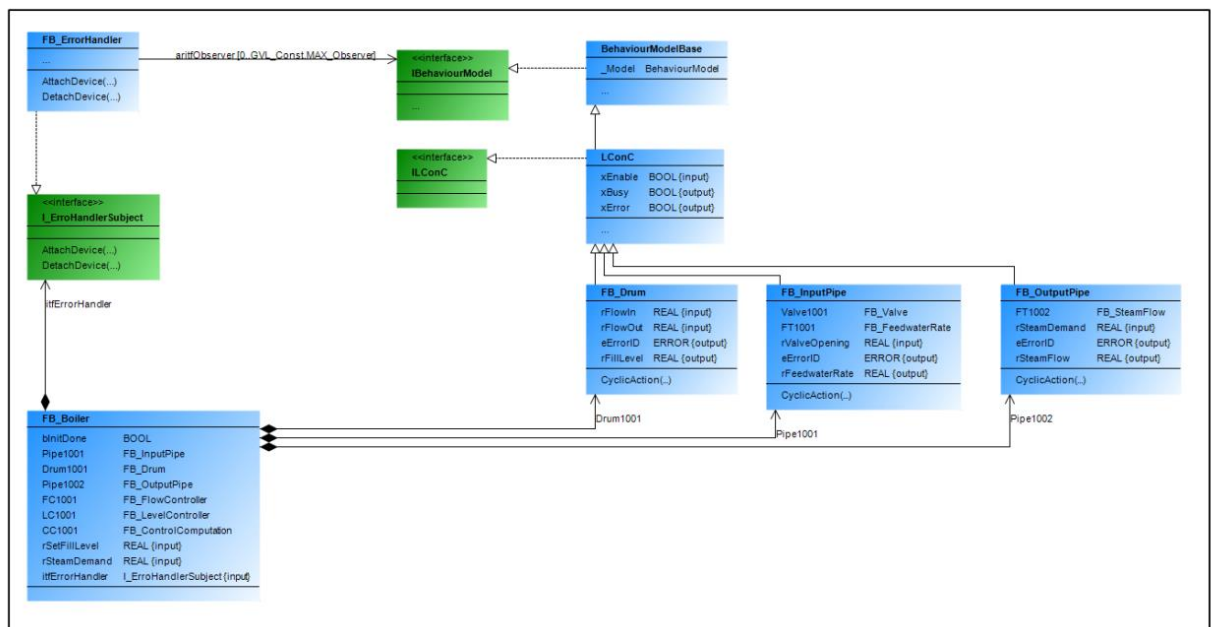 FB_ErrorHandler
...
AttachDevice(...)
DetachDevice(...)
aritfObserver [0..GVL_Const.MAX_Observer]
<<interface>>
IBehaviourModel
...
BehaviourModelBase
_Model BehaviourModel
...
<<interface>>
ILConC
LConC
xEnable BOOL {input}
xBusy BOOL {output}
xError BOOL {output}
...
<<interface>>
I_ErroHandlerSubject
AttachDevice(...)
DetachDevice(...)
itfErrorHandler
FB_Drum
rFlowIn REAL {input}
rFlowOut REAL {input}
eErrorID ERROR {output}
rFillLevel REAL {output}
CyclicAction(..)
FB_InputPipe
Valve1001 FB_Valve
FT1001 FB_FeedwaterRate
rValveOpening REAL {input}
eErrorID ERROR {output}
rFeedwaterRate REAL {output}
CyclicAction(..)
FB_OutputPipe
FT1002 FB_SteamFlow
rSteamDemand REAL {input}
eErrorID ERROR {output}
rSteamFlow REAL {output}
CyclicAction(..)
Drum1001
Pipe1001
Pipe1002
FB_Boiler
bInitDone BOOL
Pipe1001 FB_InputPipe
Drum1001 FB_Drum
Pipe1002 FB_OutputPipe
FC1001 FB_FlowController
LC1001 FB_LevelController
CC1001 FB_ControlComputation
rSetFillLevel REAL {input}
rSteamDemand REAL {input}
itfErrorHandler I_ErroHandlerSubject {input}